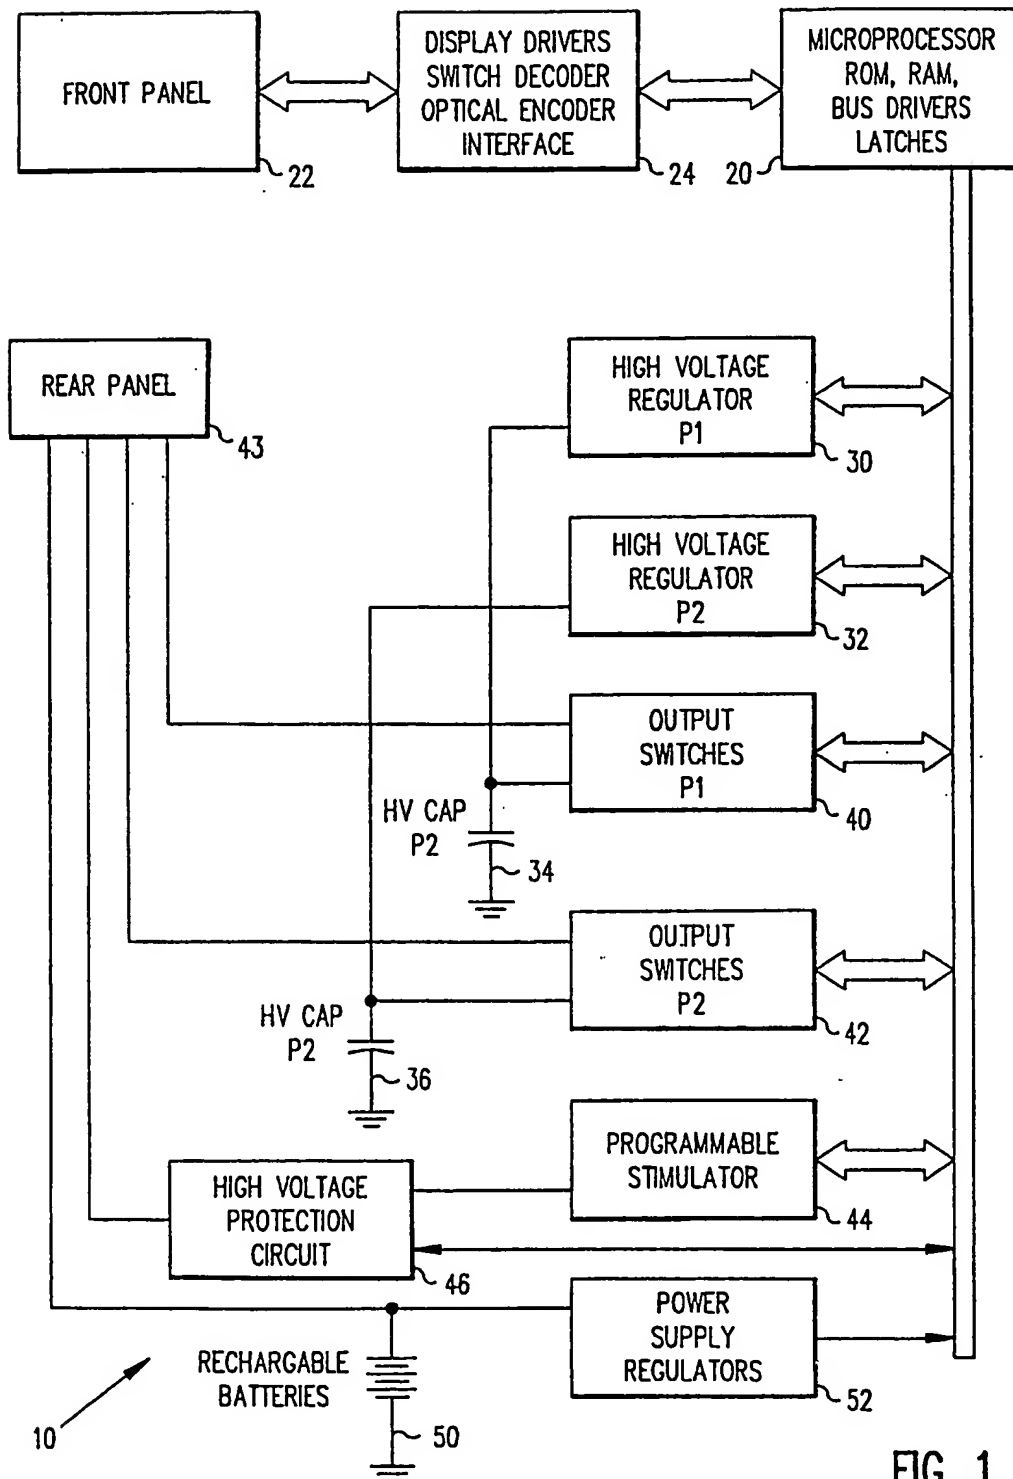 FRONT PANEL
22
DISPLAY DRIVERS
SWITCH DECODER
OPTICAL ENCODER
INTERFACE
24
MICROPROCESSOR
ROM, RAM,
BUS DRIVERS
LATCHES
20
REAR PANEL
43
HIGH VOLTAGE
REGULATOR
P1
30
HIGH VOLTAGE
REGULATOR
P2
32
OUTPUT
SWITCHES
P1
40
HV CAP
P2
34
OUTPUT
SWITCHES
P2
42
HV CAP
P2
36
PROGRAMMABLE
STIMULATOR
44
HIGH VOLTAGE
PROTECTION
CIRCUIT
46
POWER
SUPPLY
REGULATORS
52
RECHARGABLE
BATTERIES
50
10
FIG. 1